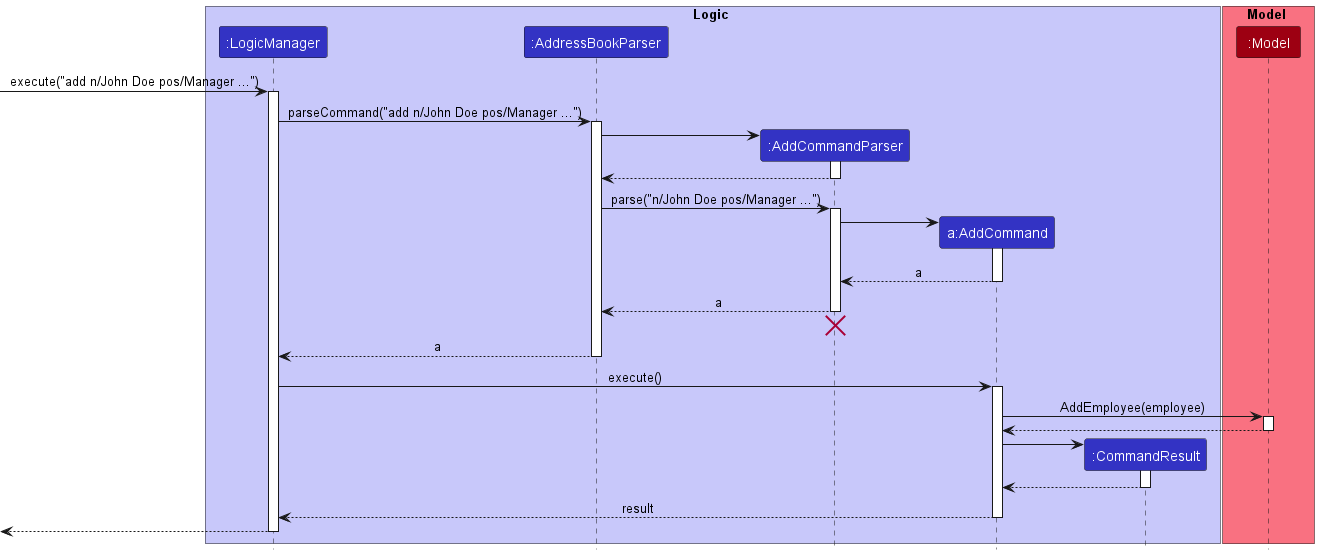 Logic
Model
:LogicManager
:AddressBookParser
:Model
execute("add n/John Doe pos/Manager ...")
parseCommand("add n/John Doe pos/Manager ...")
:AddCommandParser
parse("n/John Doe pos/Manager ...")
a:AddCommand
a
a
a
execute()
AddEmployee(employee)
:CommandResult
result